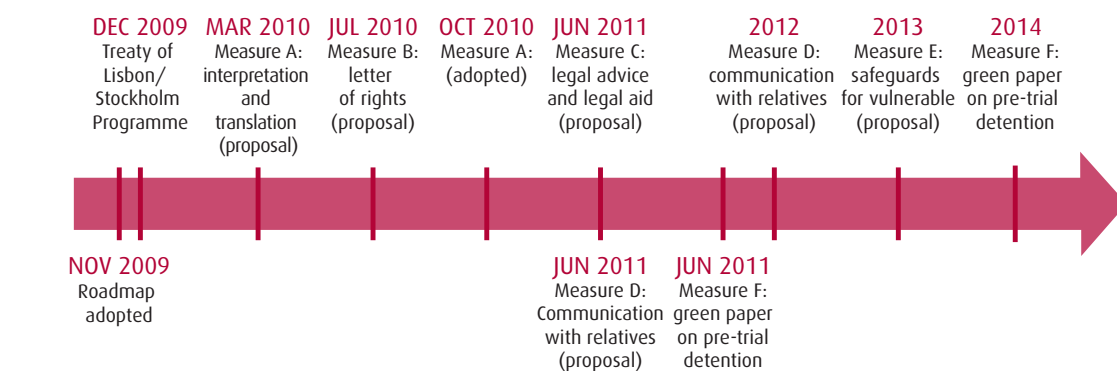 DEC 2009
Treaty of
Lisbon/
Stockholm
Programme
MAR 2010
Measure A:
interpretation
and
translation
(proposal)
JUL 2010
Measure B:
letter
of rights
(proposal)
OCT 2010
Measure A:
(adopted)
JUN 2011
Measure C:
legal advice
and legal aid
(proposal)
2012
Measure D:
communication
with relatives
(proposal)
2013
Measure E:
safeguards
for vulnerable
(proposal)
2014
Measure F:
green paper
on pre-trial
detention
NOV 2009
Roadmap
adopted
JUN 2011
Measure D:
Communication
with relatives
(proposal)
JUN 2011
Measure F:
green paper
on pre-trial
detention